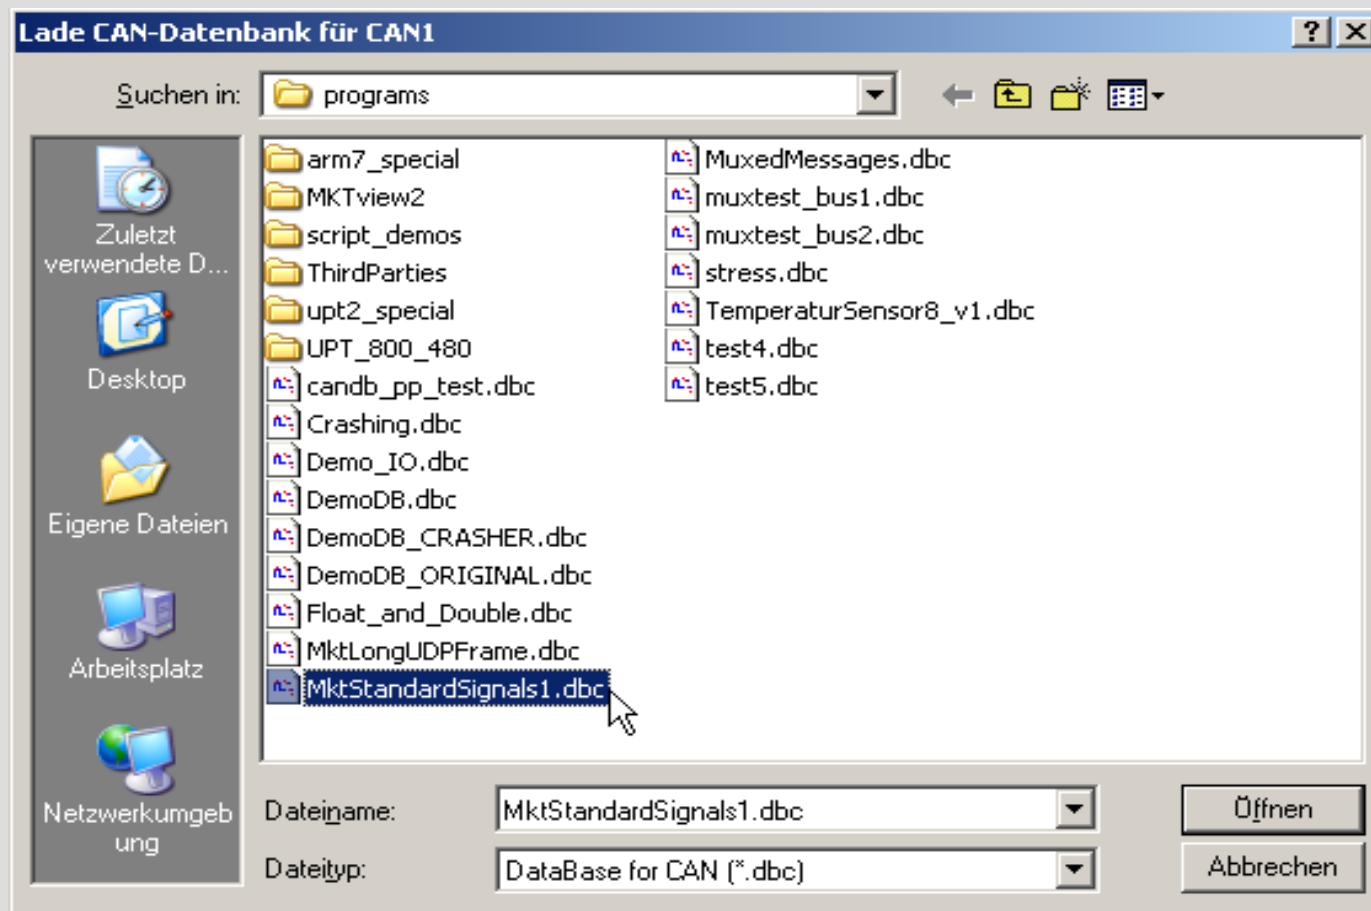 Lade CAN-Datenbank für CAN1
Suchen in:
programs
Zuletzt
verwendete D...
Desktop
Eigene Dateien
Arbeitsplatz
Netzwerkumgeb
ung
arm7_special
MKTview2
script_demos
ThirdParties
upt2_special
UPT_800_480
candb_pp_test.dbc
Crashing.dbc
Demo_IO.dbc
DemoDB.dbc
DemoDB_CRASHER.dbc
DemoDB_ORIGINAL.dbc
Float_and_Double.dbc
MktLongUDPFrame.dbc
MktStandardSignals1.dbc
MuxedMessages.dbc
muxtest_bus1.dbc
muxtest_bus2.dbc
stress.dbc
TemperaturSensor8_v1.dbc
test4.dbc
test5.dbc
Dateiname:
MktStandardSignals1.dbc
Öffnen
Dateityp:
DataBase for CAN (*.dbc)
Abbrechen